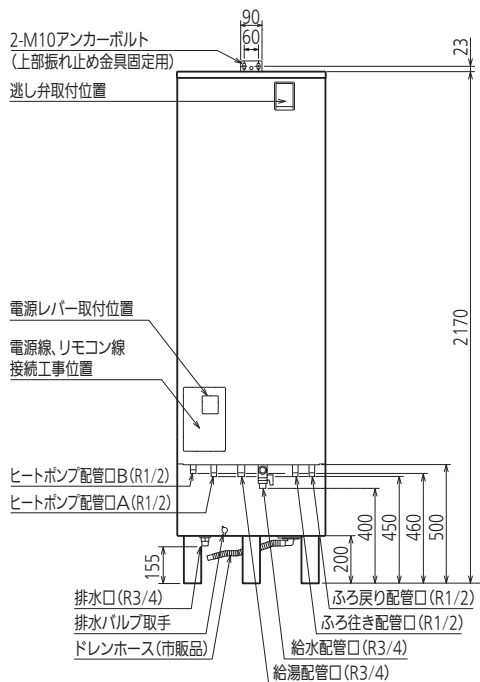 90
60
23
2-M10アンカーボルト
(上部振れ止め金具固定用)
逃し弁取付位置
2170
電源レバー取付位置
電源線、リモコン線
接続工事位置
ヒートポンプ配管口B(R1/2)
ヒートポンプ配管口A(R1/2)
155
200
400
450
460
500
排水口(R3/4)
排水バルブ取手
ドレンホース(市販品)
ふろ戻り配管口(R1/2)
ふろ往き配管口(R1/2)
給水配管口(R3/4)
給湯配管口(R3/4)